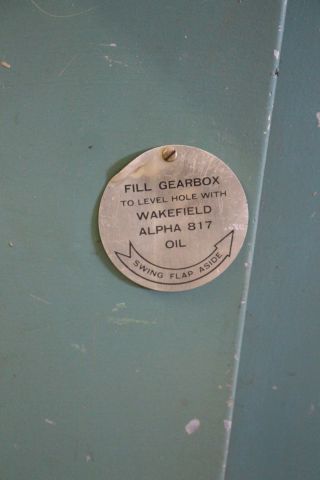 FILL GEARBOX
TO LEVEL HOLE WITH
WAKEFIELD
ALPHA 817
OIL
SWING FLAP ASIDE